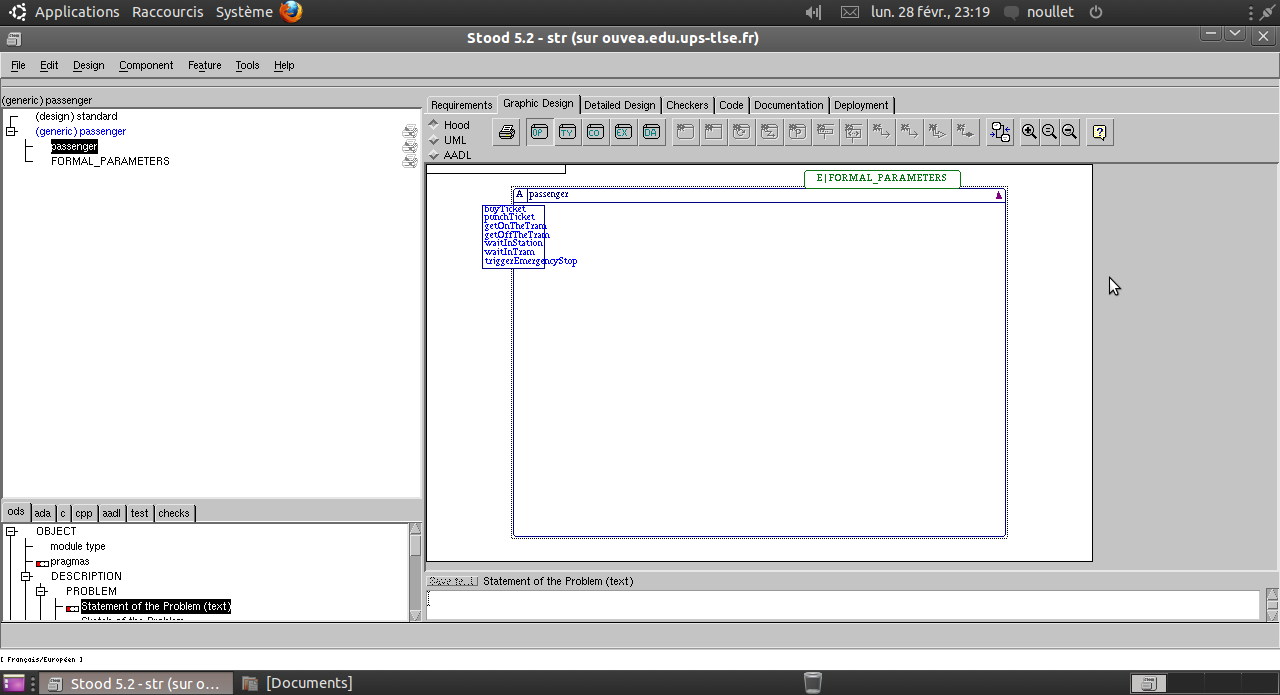 Applications Raccourcis Système lun. 28 févr., 23:19 noullet
Stood 5.2 - str (sur ouvea.edu.ups-tlse.fr)
File Edit Design Component Feature Tools Help
(generic) passenger
(design) standard
(generic) passenger
passenger
FORMAL_PARAMETERS
Requirements Graphic Design Detailed Design Checkers Code Documentation Deployment
Hood
UML
AADL
OP TY CO EX DA
P
?
E|FORMAL_PARAMETERS
A passenger
buyTicket
punchTicket
getOnTheTram
getOffTheTram
waitInStation
waitInTram
triggerEmergencyStop
ods ada c cpp aadl test checks
OBJECT
module type
pragmas
DESCRIPTION
PROBLEM
Statement of the Problem (text)
Statement of the Problem (text)
[ Français/Européen ]
Stood 5.2 - str (sur o... [Documents]